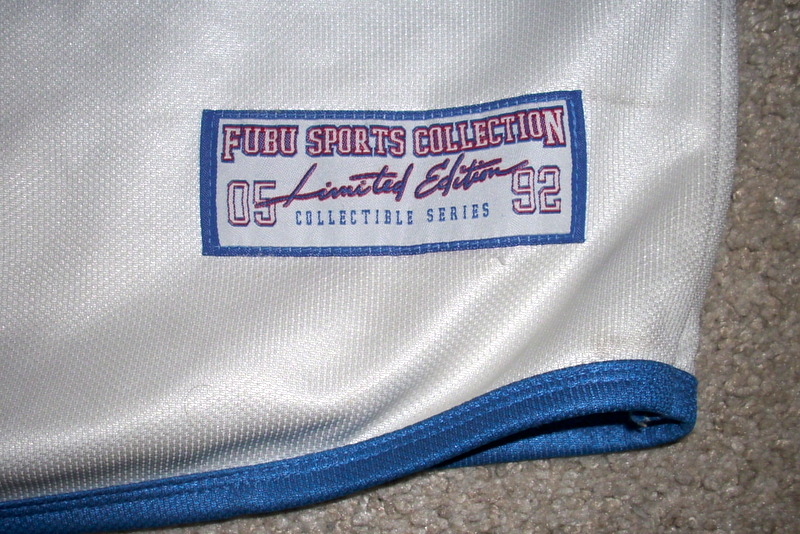 FUBU SPORTS COLLECTION
05 Limited Edition 92
COLLECTIBLE SERIES